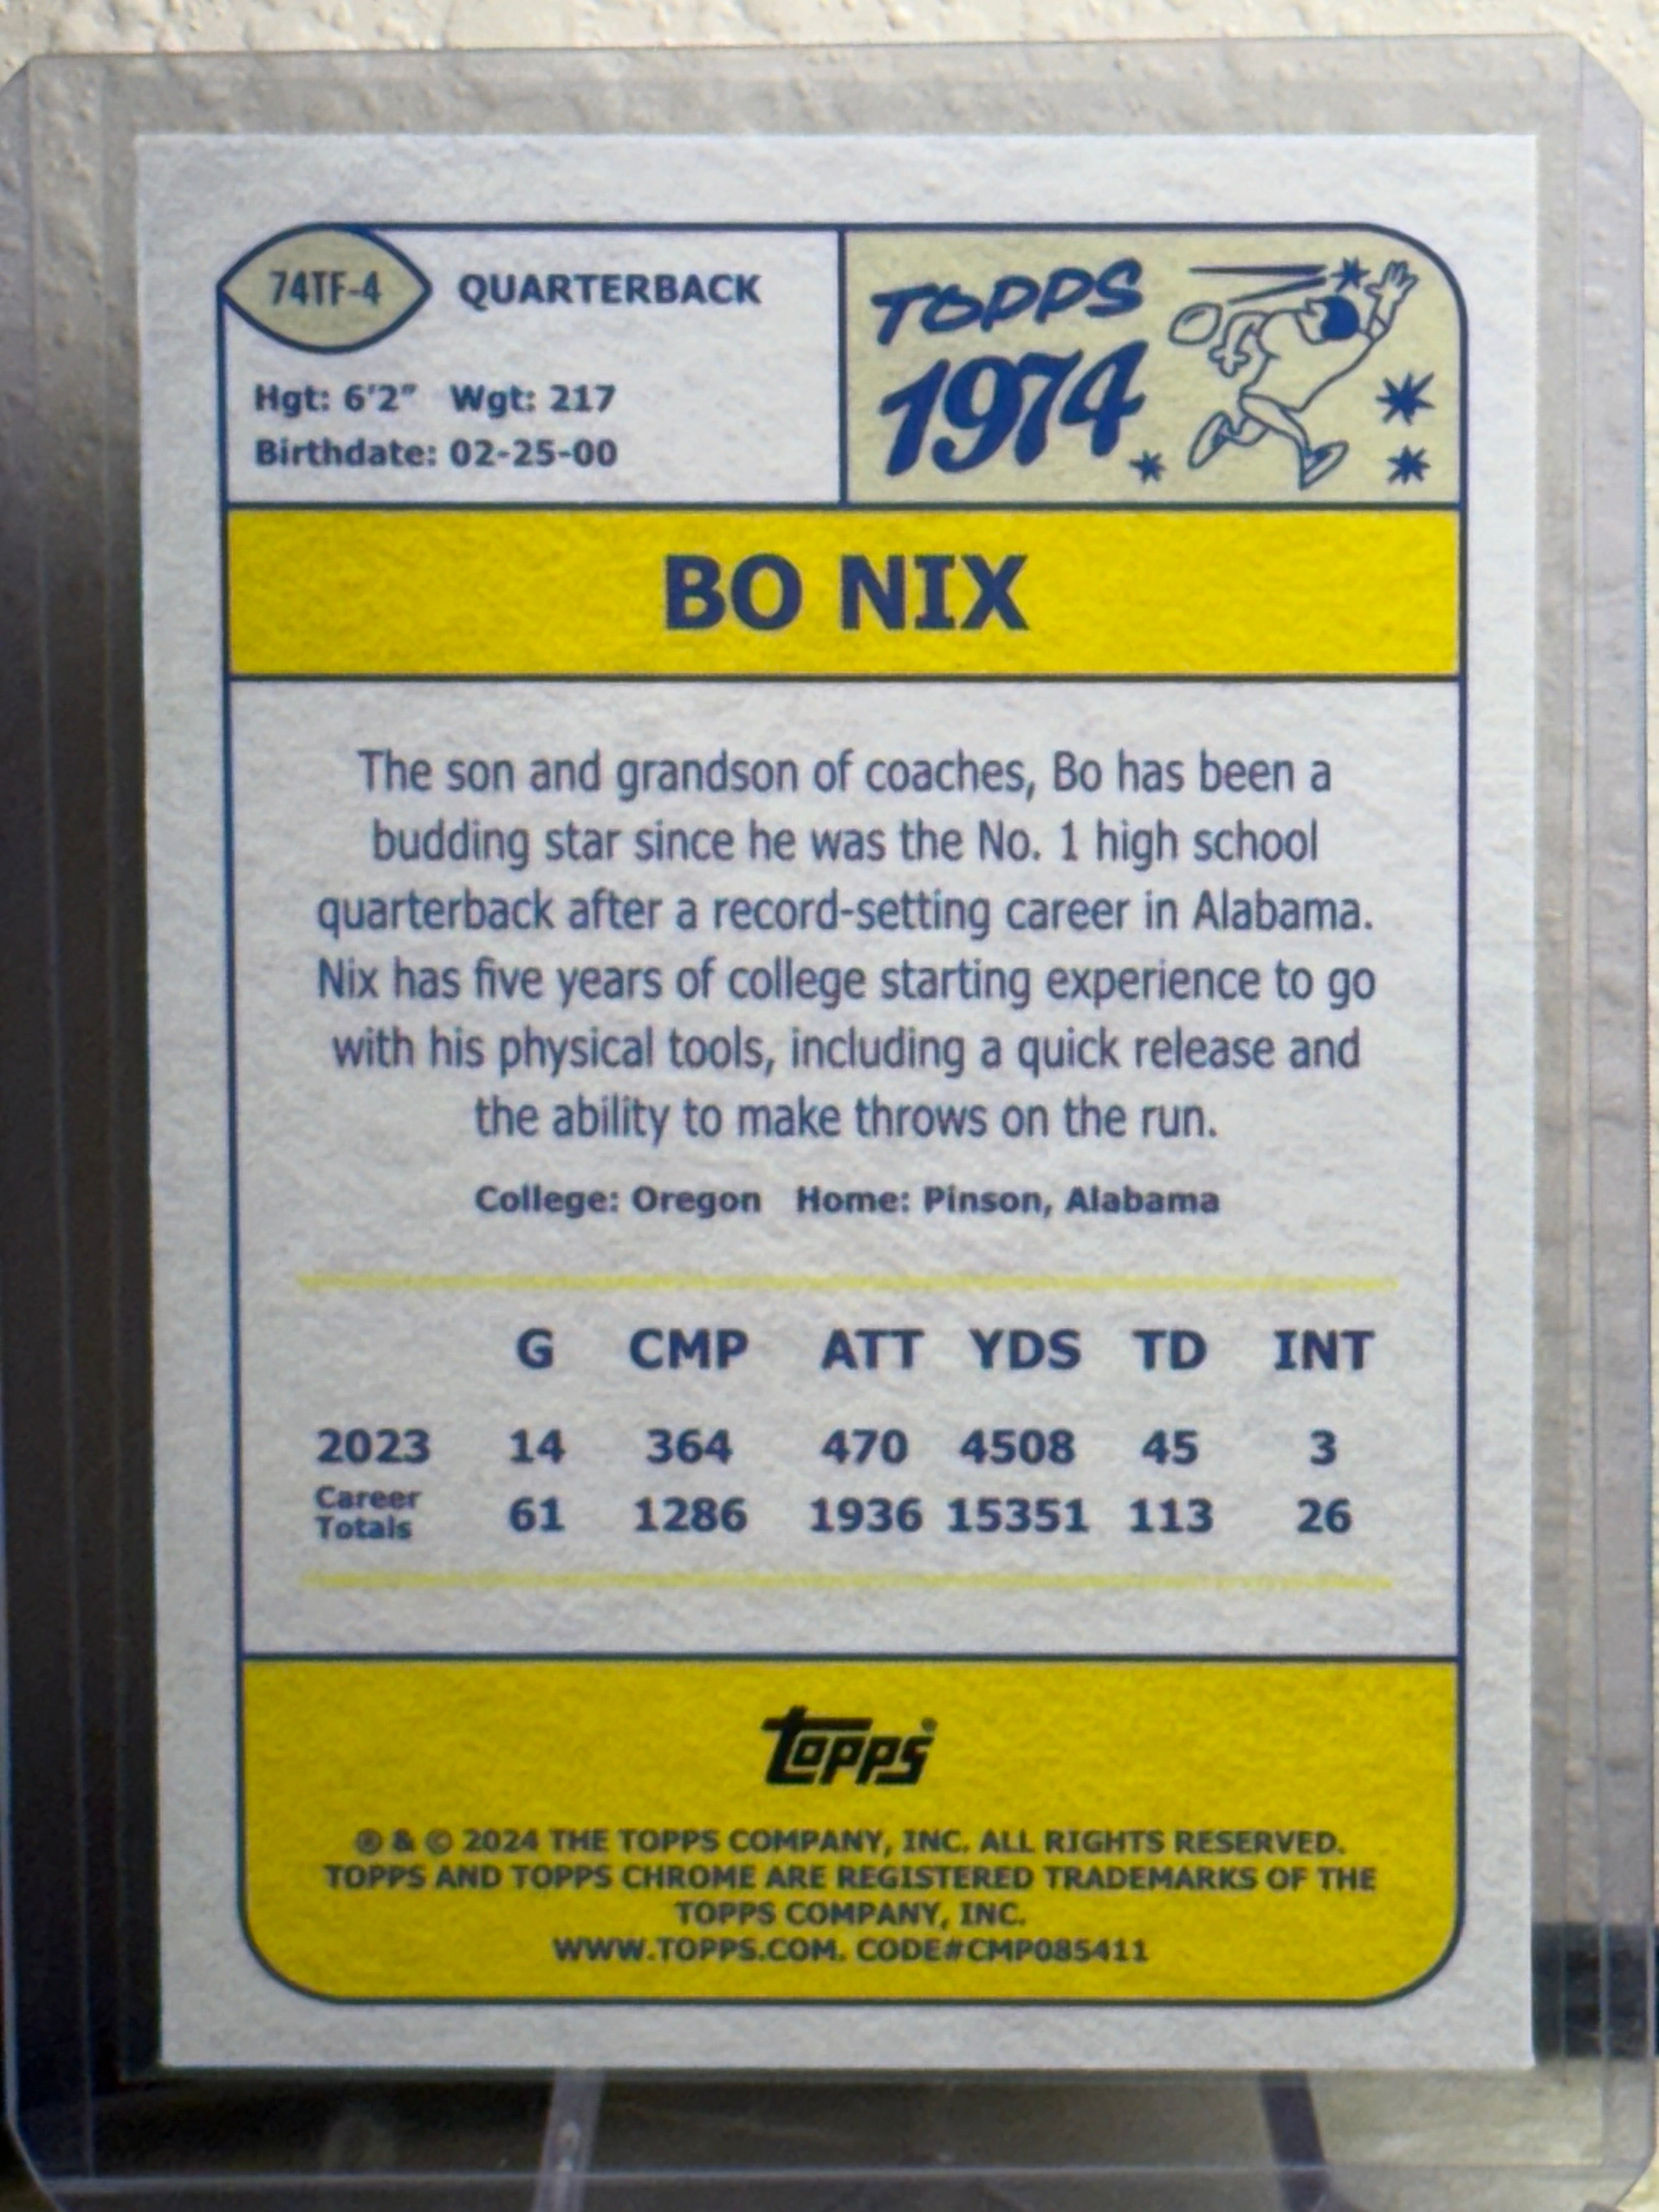 74TF-4 QUARTERBACK
Hgt: 6'2" Wgt: 217
Birthdate: 02-25-00
TOPPS
1974
BO NIX
The son and grandson of coaches, Bo has been a
budding star since he was the No. 1 high school
quarterback after a record-setting career in Alabama.
Nix has five years of college starting experience to go
with his physical tools, including a quick release and
the ability to make throws on the run.
College: Oregon Home: Pinson, Alabama
G CMP ATT YDS TD INT
2023 14 364 470 4508 45 3
Career
Totals 61 1286 1936 15351 113 26
topps
® & © 2024 THE TOPPS COMPANY, INC. ALL RIGHTS RESERVED.
TOPPS AND TOPPS CHROME ARE REGISTERED TRADEMARKS OF THE
TOPPS COMPANY, INC.
WWW.TOPPS.COM. CODE#CMP085411